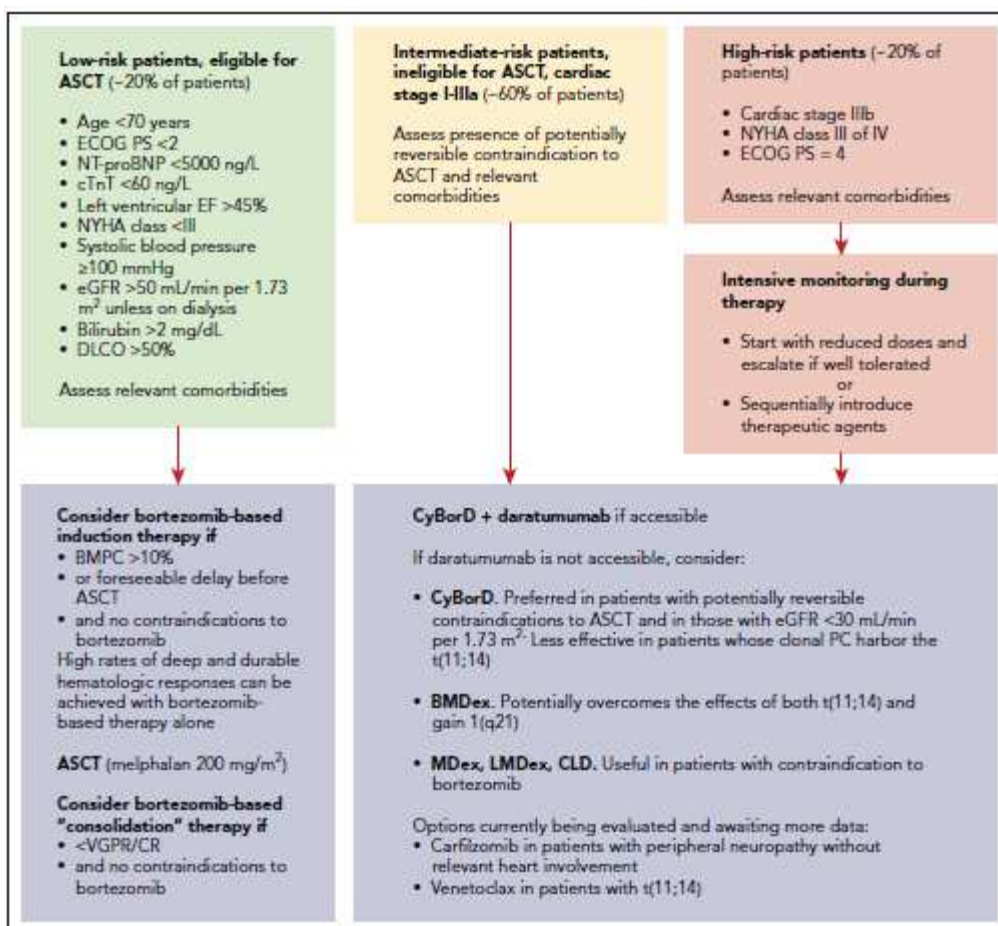 Low-risk patients, eligible for
ASCT (~20% of patients)
• Age <70 years
• ECOG PS <2
• NT-proBNP <5000 ng/L
• cTnT <60 ng/L
• Left ventricular EF >45%
• NYHA class <III
• Systolic blood pressure
≥100 mmHg
• eGFR >50 mL/min per 1.73
m² unless on dialysis
• Bilirubin >2 mg/dL
• DLCO >50%
Assess relevant comorbidities
Intermediate-risk patients,
ineligible for ASCT, cardiac
stage I-IIIa (~60% of patients)
Assess presence of potentially
reversible contraindication to
ASCT and relevant
comorbidities
High-risk patients (~20% of
patients)
• Cardiac stage IIIb
• NYHA class III of IV
• ECOG PS = 4
Assess relevant comorbidities
Intensive monitoring during
therapy
• Start with reduced doses and
escalate if well tolerated
or
• Sequentially introduce
therapeutic agents
Consider bortezomib-based
induction therapy if
• BMPC >10%
• or foreseeable delay before
ASCT
• and no contraindications to
bortezomib
High rates of deep and durable
hematologic responses can be
achieved with bortezomib-
based therapy alone
ASCT (melphalan 200 mg/m²)
Consider bortezomib-based
"consolidation" therapy if
• <VGPR/CR
• and no contraindications to
bortezomib
CyBorD + daratumumab if accessible
If daratumumab is not accessible, consider:
• CyBorD. Preferred in patients with potentially reversible
contraindications to ASCT and in those with eGFR <30 mL/min
per 1.73 m². Less effective in patients whose clonal PC harbor the
t(11;14)
• BMDex. Potentially overcomes the effects of both t(11;14) and
gain 1(q21)
• MDex, LMDex, CLD. Useful in patients with contraindication to
bortezomib
Options currently being evaluated and awaiting more data:
• Carfilzomib in patients with peripheral neuropathy without
relevant heart involvement
• Venetoclax in patients with t(11;14)